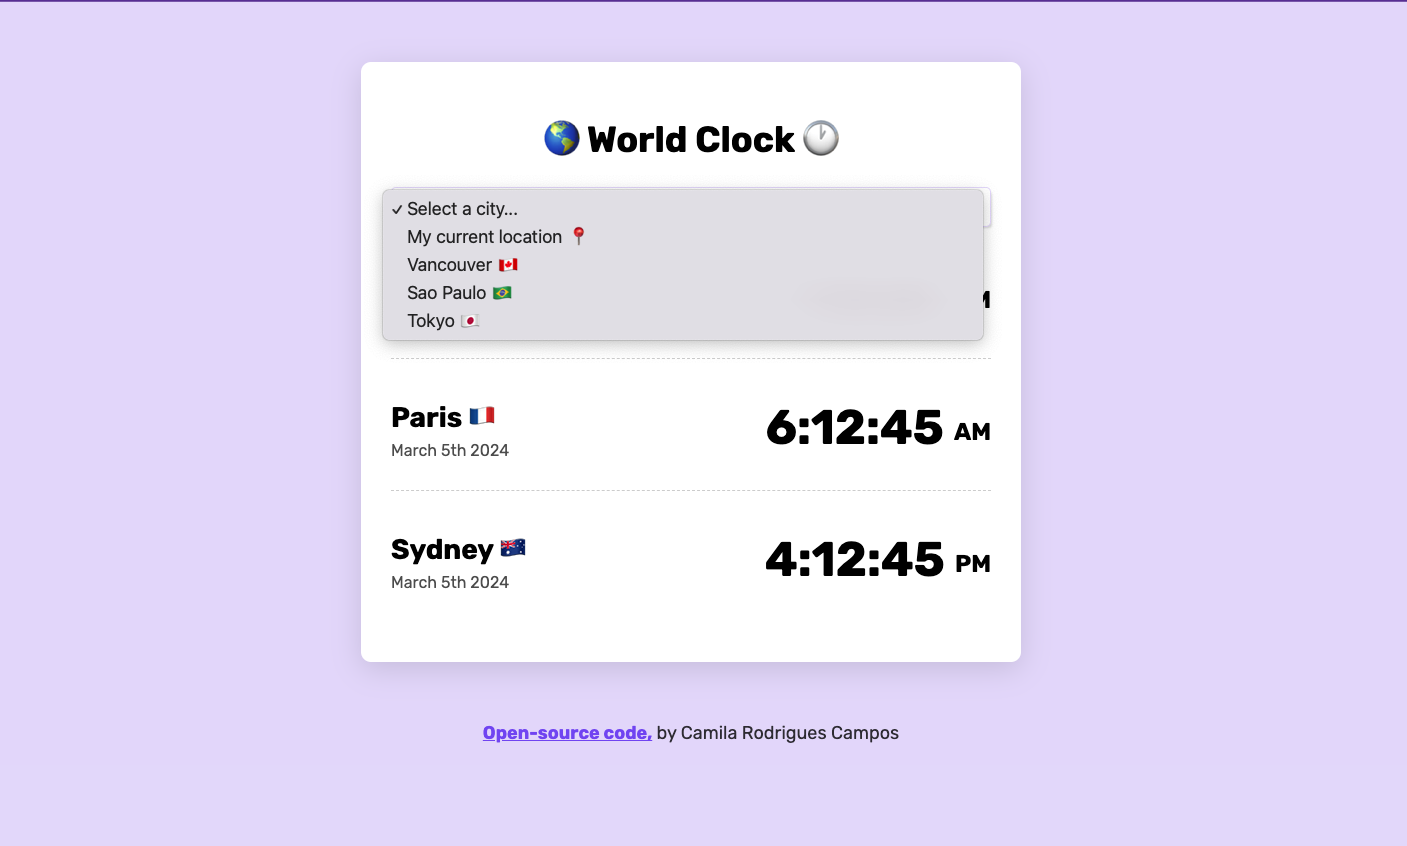 🌎 World Clock 🕐
✓ Select a city...
My current location 📍
Vancouver 🇨🇦
Sao Paulo 🇧🇷
Tokyo 🇯🇵
Paris 🇫🇷
6:12:45 AM
March 5th 2024
Sydney 🇦🇺
4:12:45 PM
March 5th 2024
Open-source code, by Camila Rodrigues Campos